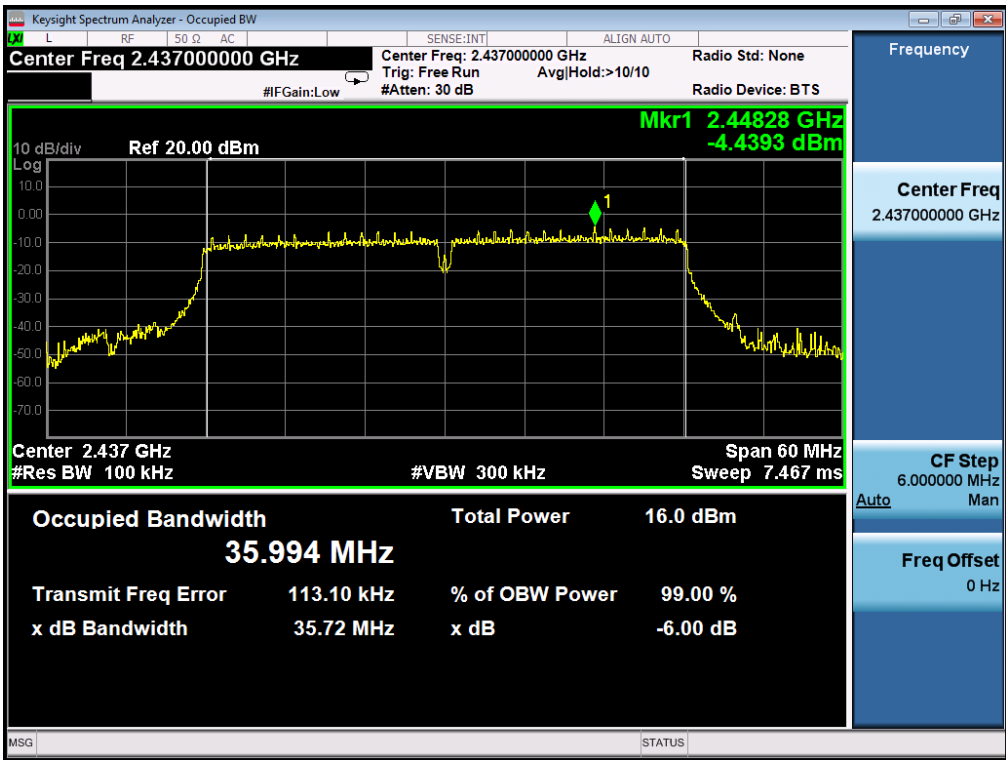 Keysight Spectrum Analyzer - Occupied BW
LXI L RF 50 Ω AC SENSE:INT ALIGN AUTO
Center Freq 2.437000000 GHz
Center Freq: 2.437000000 GHz Radio Std: None
Trig: Free Run Avg|Hold:>10/10
#IFGain:Low #Atten: 30 dB Radio Device: BTS
Frequency
Mkr1 2.44828 GHz
-4.4393 dBm
10 dB/div Ref 20.00 dBm
Log
10.0
0.00
-10.0
-20.0
-30.0
-40.0
-50.0
-60.0
-70.0
1
Center 2.437 GHz Span 60 MHz
#Res BW 100 kHz #VBW 300 kHz Sweep 7.467 ms
Center Freq
2.437000000 GHz
CF Step
6.000000 MHz
Auto Man
Freq Offset
0 Hz
Occupied Bandwidth Total Power 16.0 dBm
35.994 MHz
Transmit Freq Error 113.10 kHz % of OBW Power 99.00 %
x dB Bandwidth 35.72 MHz x dB -6.00 dB
MSG STATUS